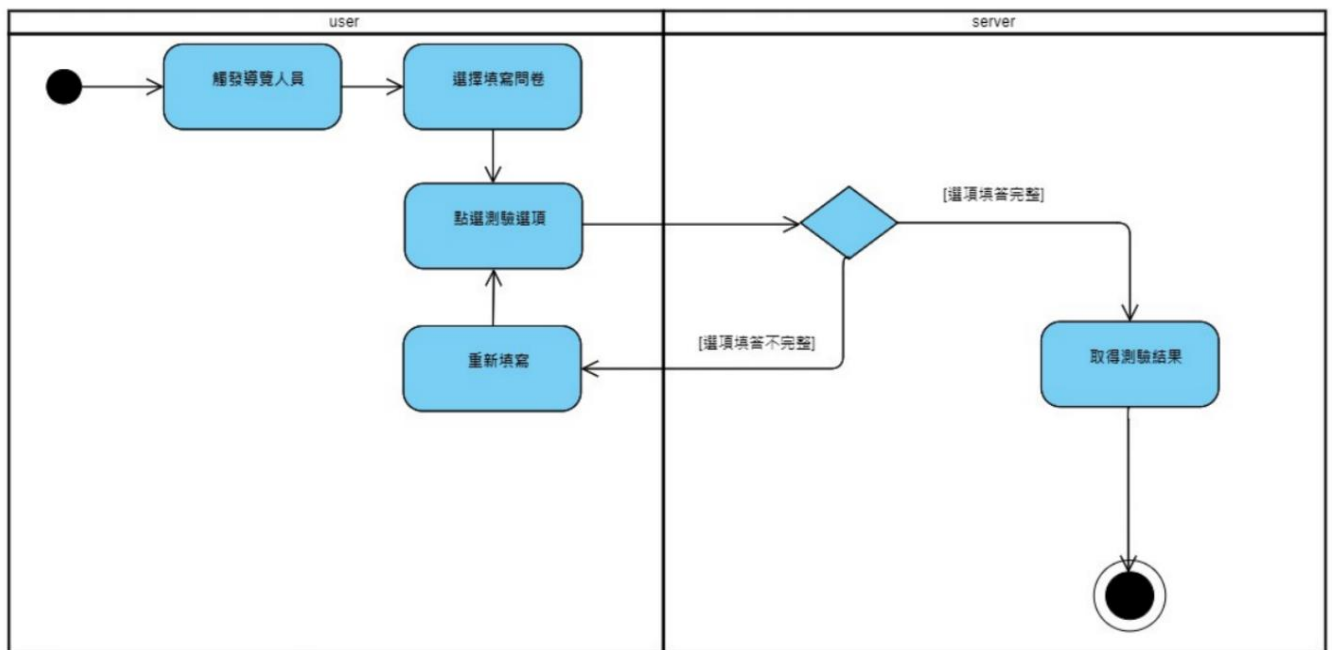 user
server
觸發導覽人員
選擇填寫問卷
點選測驗選項
[選項填答完整]
[選項填答不完整]
重新填寫
取得測驗結果